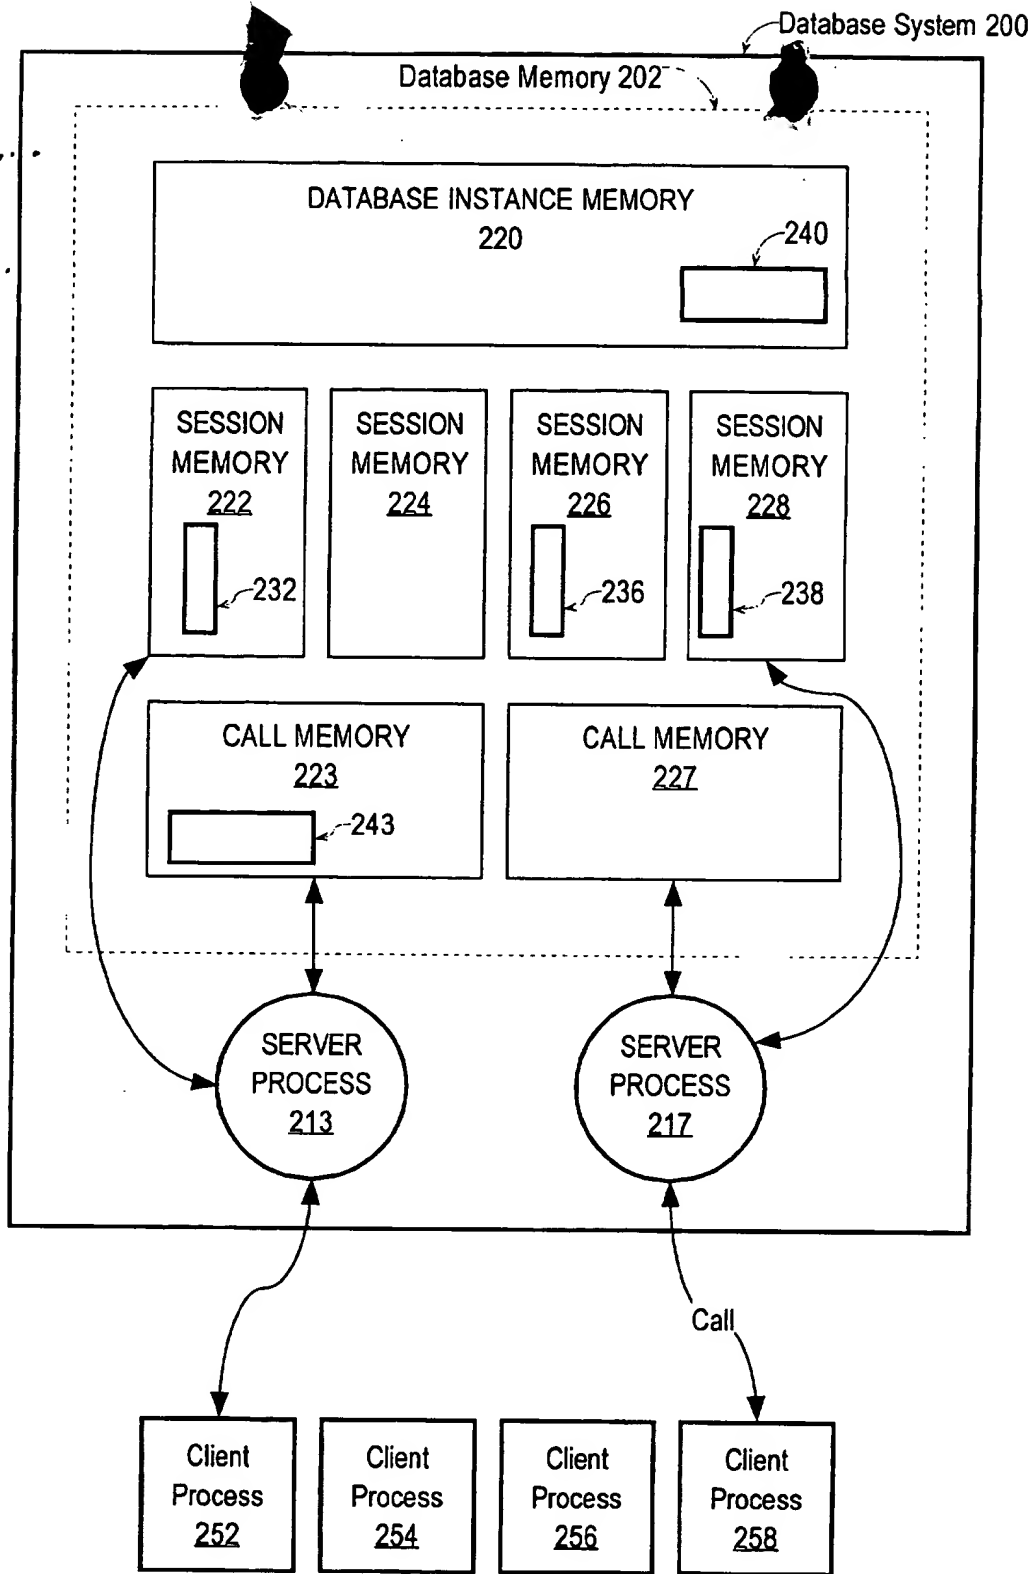 Database System 200
Database Memory 202
DATABASE INSTANCE MEMORY
220
240
SESSION
MEMORY
222
232
SESSION
MEMORY
224
SESSION
MEMORY
226
236
SESSION
MEMORY
228
238
CALL MEMORY
223
243
CALL MEMORY
227
SERVER
PROCESS
213
SERVER
PROCESS
217
Call
Client
Process
252
Client
Process
254
Client
Process
256
Client
Process
258